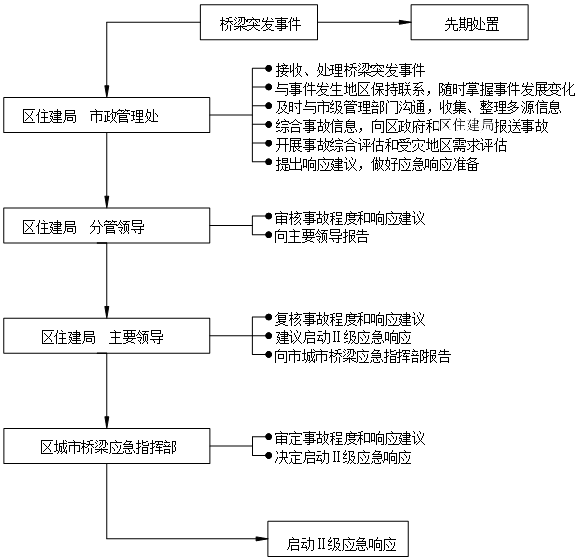 桥梁突发事件
先期处置
接收、处理桥梁突发事件
与事件发生地区保持联系，随时掌握事件发展变化
区住建局 市政管理处
及时与市级管理部门沟通，收集、整理多源信息
综合事故信息，向区政府和区住建局报送事故
开展事故综合评估和受灾地区需求评估
提出响应建议，做好应急响应准备
区住建局 分管领导
审核事故程度和响应建议
向主要领导报告
区住建局 主要领导
复核事故程度和响应建议
建议启动Ⅱ级应急响应
向市城市桥梁应急指挥部报告
区城市桥梁应急指挥部
审定事故程度和响应建议
决定启动Ⅱ级应急响应
启动Ⅱ级应急响应